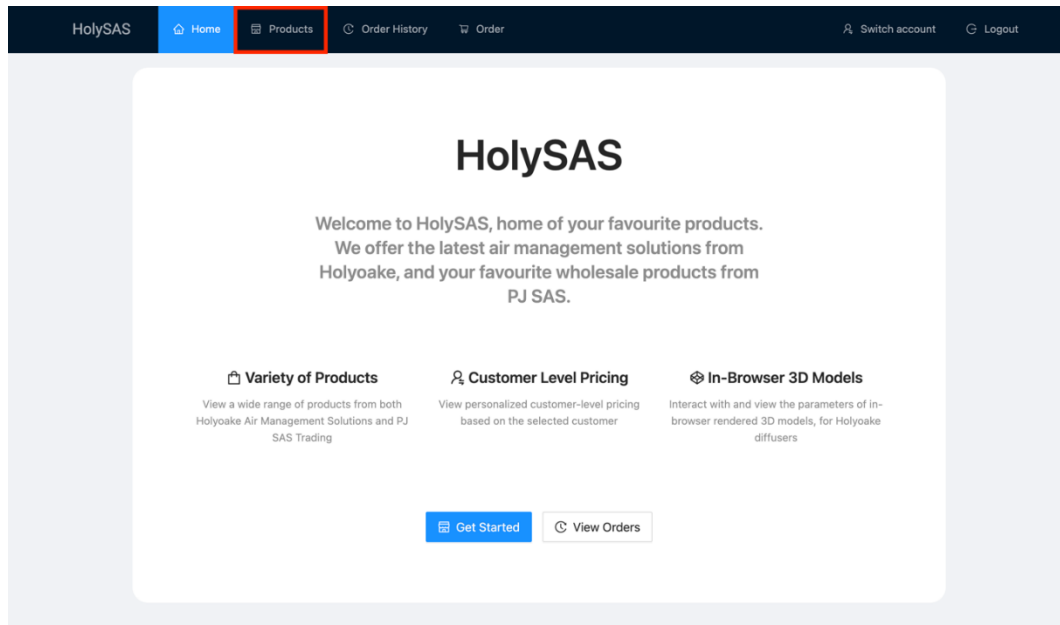 HolySAS
Home
Products
Order History
Order
Switch account
Logout
HolySAS
Welcome to HolySAS, home of your favourite products.
We offer the latest air management solutions from
Holyoake, and your favourite wholesale products from
PJ SAS.
Variety of Products
View a wide range of products from both
Holyoake Air Management Solutions and PJ
SAS Trading
Customer Level Pricing
View personalized customer-level pricing
based on the selected customer
In-Browser 3D Models
Interact with and view the parameters of in-
browser rendered 3D models, for Holyoake
diffusers
Get Started
View Orders